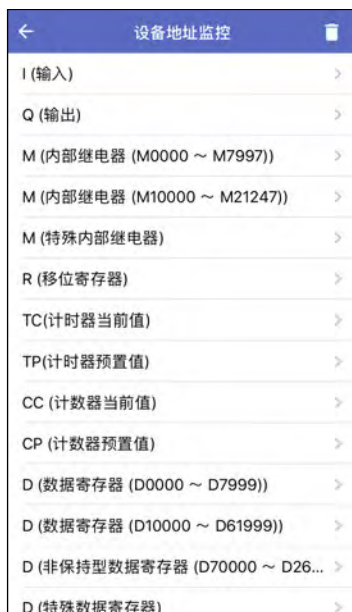 设备地址监控
I (输入)
Q (输出)
M (内部继电器 (M0000 ～ M7997))
M (内部继电器 (M10000 ～ M21247))
M (特殊内部继电器)
R (移位寄存器)
TC(计时器当前值)
TP(计时器预置值)
CC (计数器当前值)
CP (计数器预置值)
D (数据寄存器 (D0000 ～ D7999))
D (数据寄存器 (D10000 ～ D61999))
D (非保持型数据寄存器 (D70000 ～ D26...
D (特殊数据寄存器)